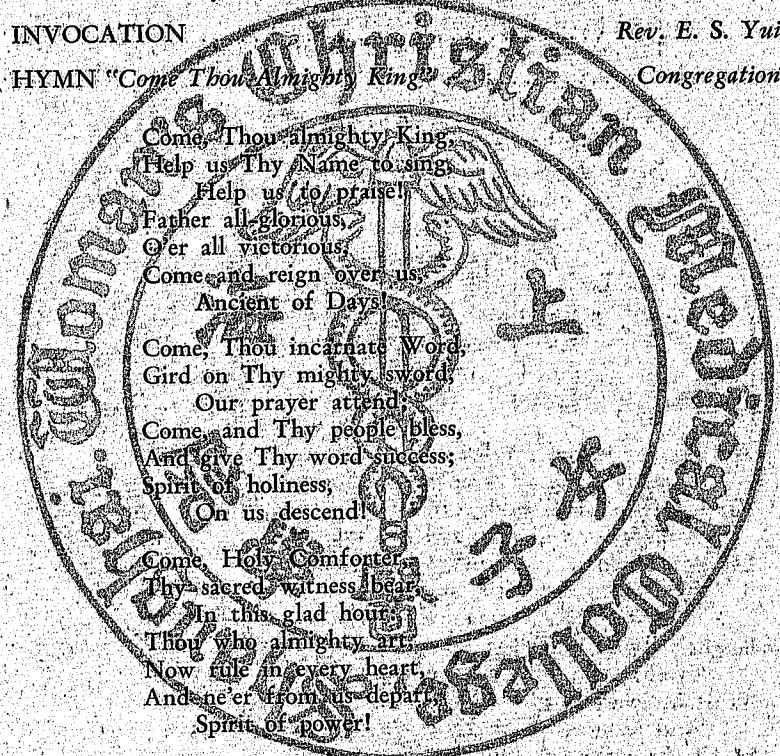 INVOCATION . . . . . . . . . . Rev. E. S. Yui
HYMN "Come Thou Almighty King" Congregation
Come, Thou almighty King,
Help us Thy Name to sing,
Help us to praise!
Father all-glorious,
O'er all victorious,
Come and reign over us,
Ancient of Days!
Come, Thou incarnate Word,
Gird on Thy mighty sword,
Our prayer attend;
Come, and Thy people bless,
And give Thy word success;
Spirit of holiness,
On us descend!
Come, Holy Comforter,
Thy sacred witness bear,
In this glad hour;
Thou who almighty art,
Now rule in every heart,
And ne'er from us depart,
Spirit of power!
Woman's Christian Medical College
上
女
子